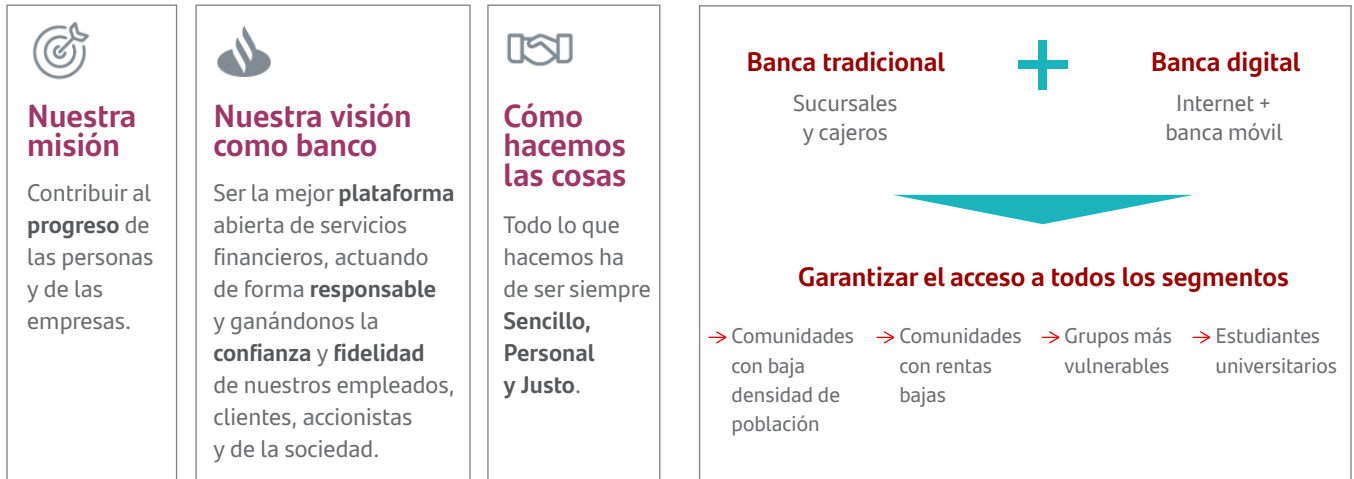 Nuestra
misión
Contribuir al
progreso de
las personas
y de las
empresas.
Nuestra visión
como banco
Ser la mejor plataforma
abierta de servicios
financieros, actuando
de forma responsable
y ganándonos la
confianza y fidelidad
de nuestros empleados,
clientes, accionistas
y de la sociedad.
Cómo
hacemos
las cosas
Todo lo que
hacemos ha
de ser siempre
Sencillo,
Personal
y Justo.
Banca tradicional
Sucursales
y cajeros
+
Banca digital
Internet +
banca móvil
Garantizar el acceso a todos los segmentos
→ Comunidades
con baja
densidad de
población
→ Comunidades
con rentas
bajas
→ Grupos más
vulnerables
→ Estudiantes
universitarios